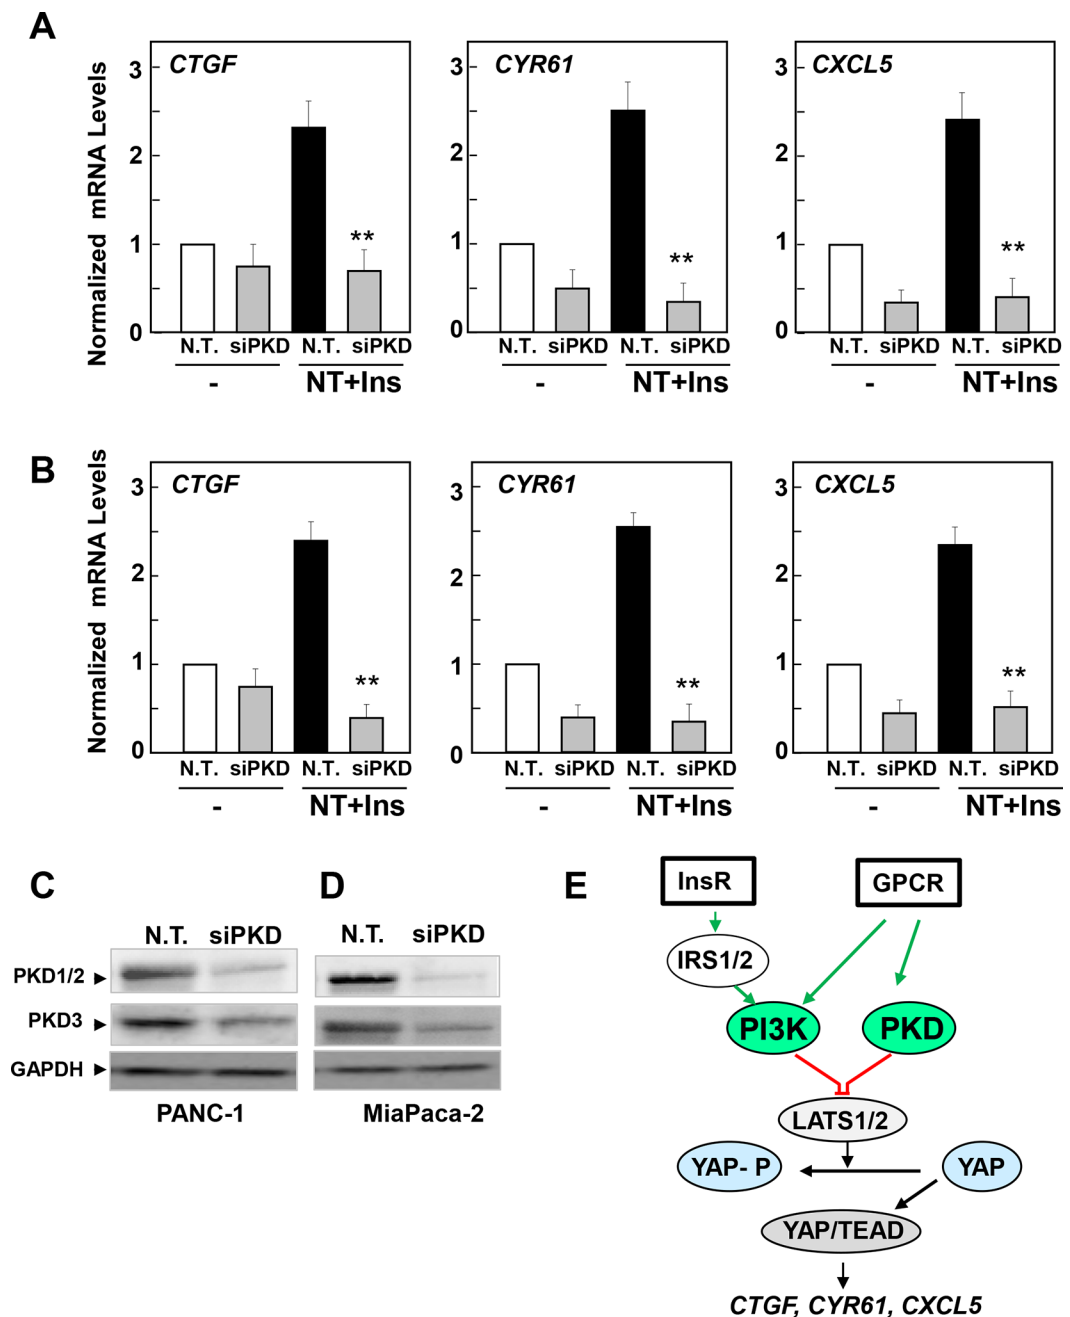 A
CTGF CYR61 CXCL5
Normalized mRNA Levels
3 3 3
2 2 2
1 1 1
0 0 0
** ** **
N.T. siPKD N.T. siPKD N.T. siPKD N.T. siPKD N.T. siPKD N.T. siPKD
- NT+Ins - NT+Ins - NT+Ins
B
CTGF CYR61 CXCL5
Normalized mRNA Levels
3 3 3
2 2 2
1 1 1
0 0 0
** ** **
N.T. siPKD N.T. siPKD N.T. siPKD N.T. siPKD N.T. siPKD N.T. siPKD
- NT+Ins - NT+Ins - NT+Ins
C
N.T. siPKD
PKD1/2
PKD3
GAPDH
PANC-1
D
N.T. siPKD
MiaPaca-2
E
InsR GPCR
IRS1/2
PI3K PKD
LATS1/2
YAP- P YAP
YAP/TEAD
CTGF, CYR61, CXCL5